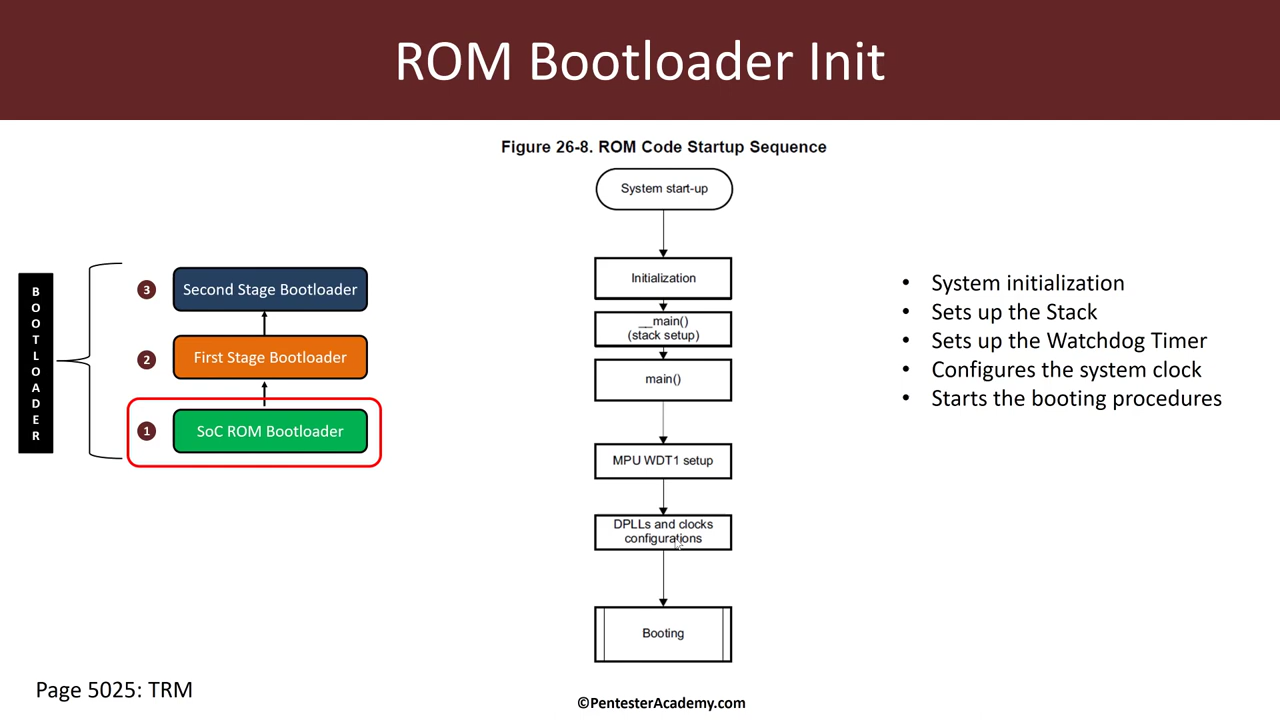 ROM Bootloader Init
Figure 26-8. ROM Code Startup Sequence
System start-up
Initialization
__main()
(stack setup)
main()
MPU WDT1 setup
DPLLs and clocks
configurations
Booting
B
O
O
T
L
O
A
D
E
R
3
Second Stage Bootloader
2
First Stage Bootloader
1
SoC ROM Bootloader
• System initialization
• Sets up the Stack
• Sets up the Watchdog Timer
• Configures the system clock
• Starts the booting procedures
Page 5025: TRM
©PentesterAcademy.com